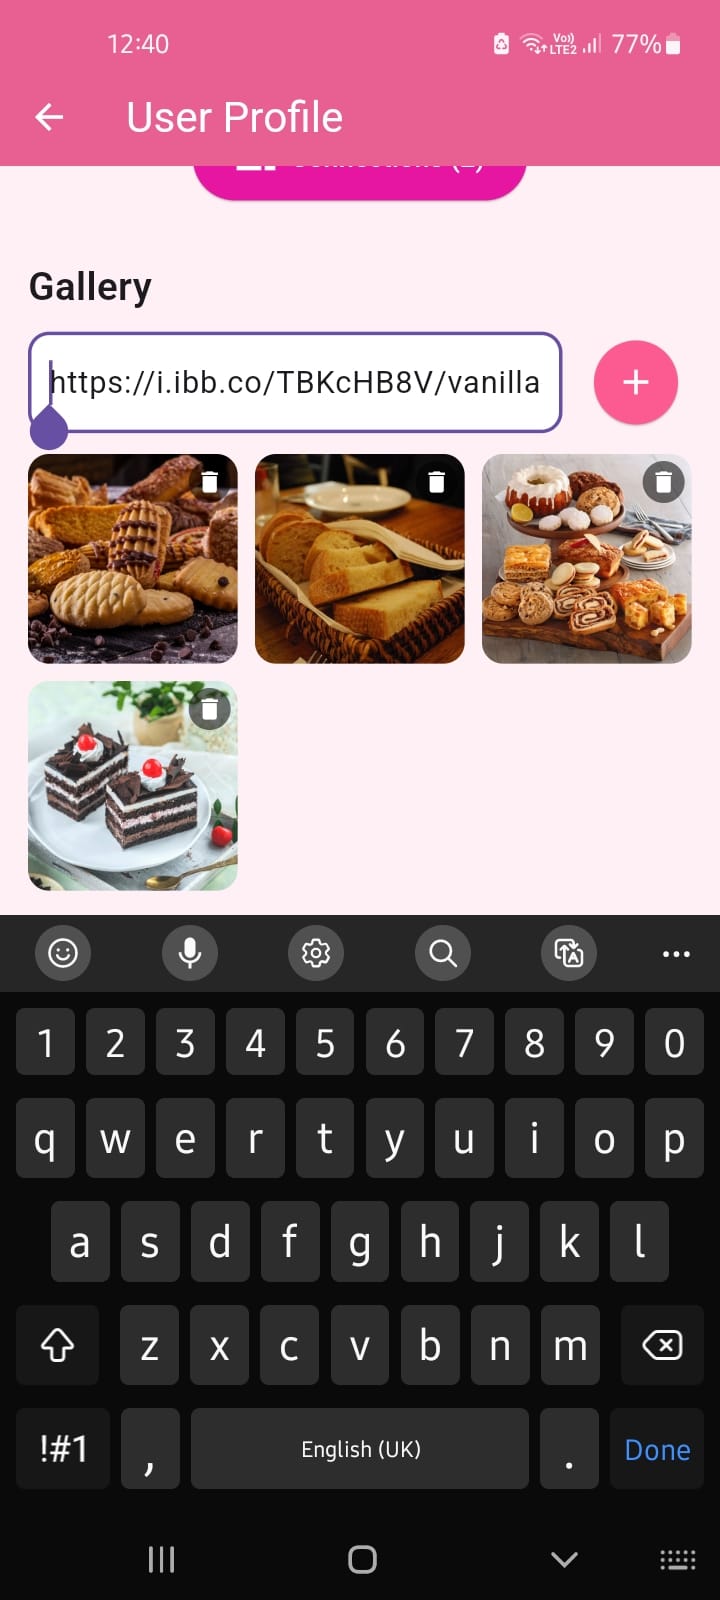 12:40
Vo)) LTE2 77%
User Profile
Gallery
https://i.ibb.co/TBKcHB8V/vanilla
1 2 3 4 5 6 7 8 9 0
q w e r t y u i o p
a s d f g h j k l
z x c v b n m
!#1 , English (UK) . Done